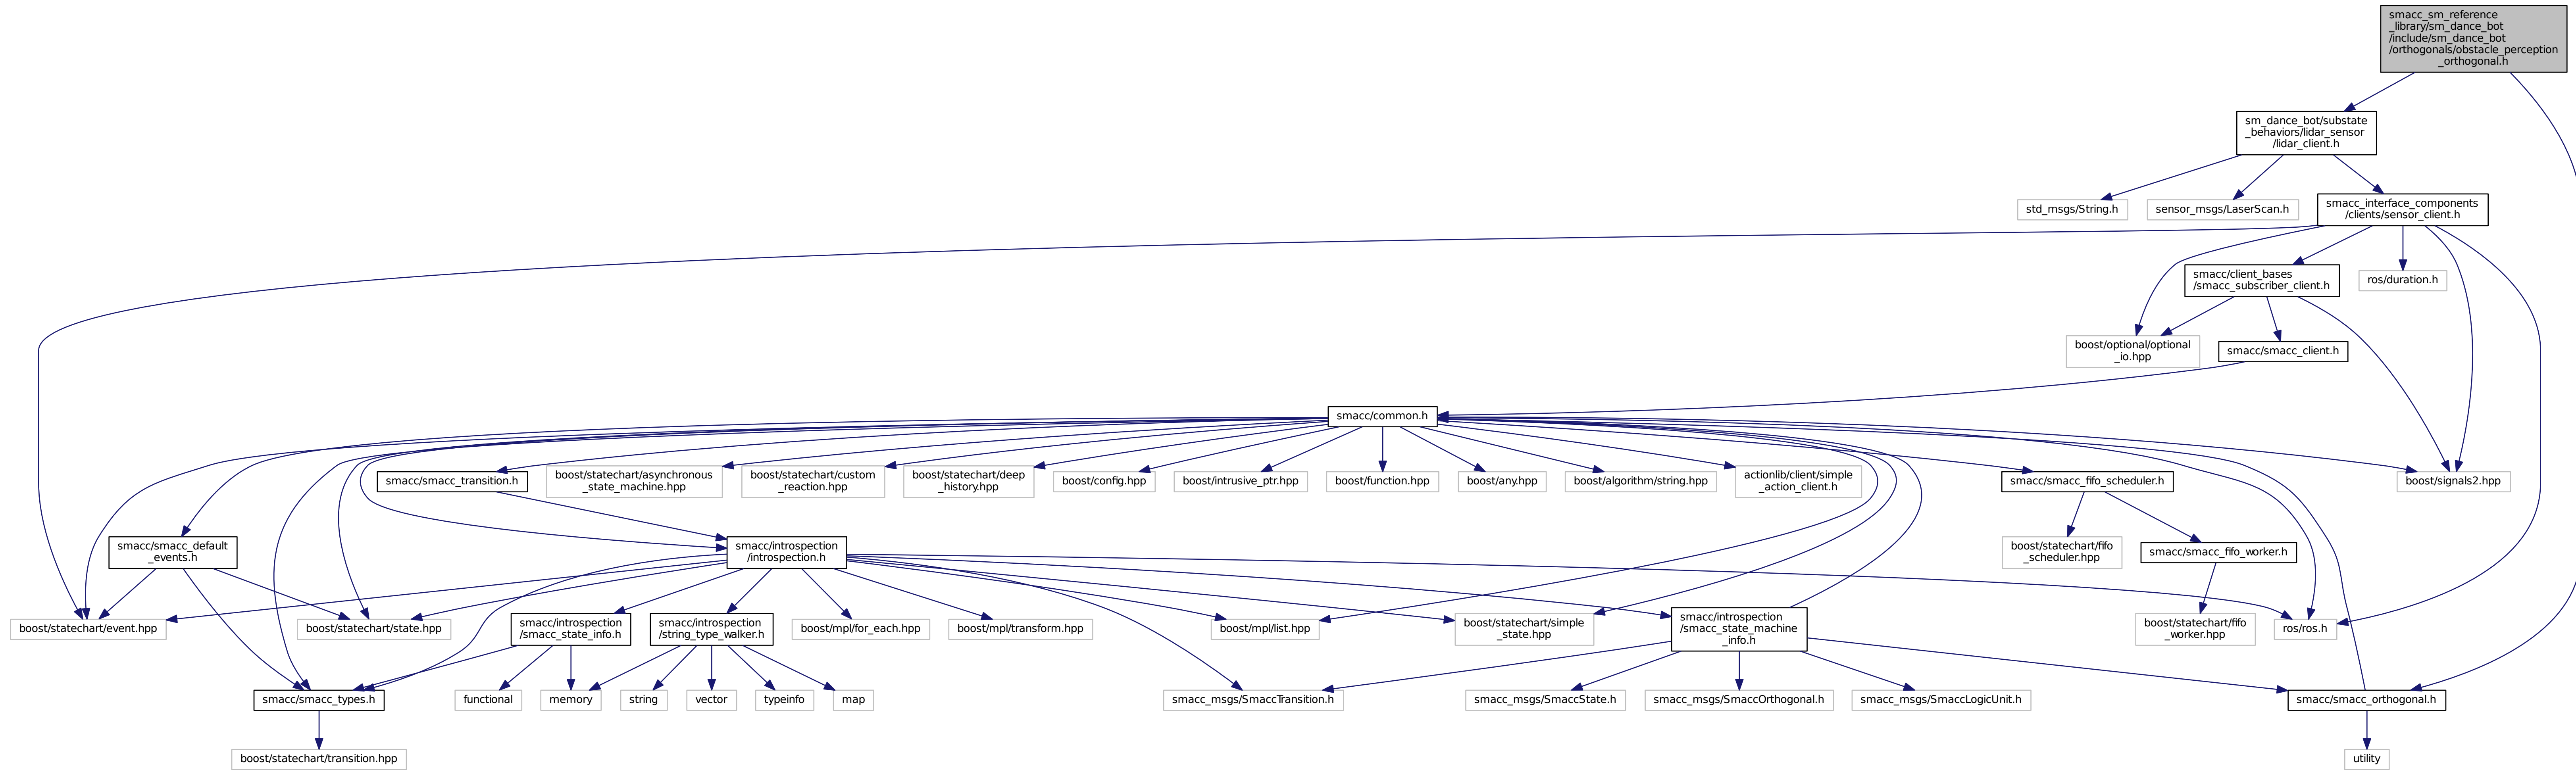 smacc_sm_reference
_library/sm_dance_bot
/include/sm_dance_bot
/orthogonals/obstacle_perception
_orthogonal.h
sm_dance_bot/substate
_behaviors/lidar_sensor
/lidar_client.h
std_msgs/String.h
sensor_msgs/LaserScan.h
smacc_interface_components
/clients/sensor_client.h
smacc/client_bases
/smacc_subscriber_client.h
ros/duration.h
boost/optional/optional
_io.hpp
smacc/smacc_client.h
smacc/common.h
smacc/smacc_transition.h
boost/statechart/asynchronous
_state_machine.hpp
boost/statechart/custom
_reaction.hpp
boost/statechart/deep
_history.hpp
boost/config.hpp
boost/intrusive_ptr.hpp
boost/function.hpp
boost/any.hpp
boost/algorithm/string.hpp
actionlib/client/simple
_action_client.h
smacc/smacc_fifo_scheduler.h
boost/signals2.hpp
smacc/smacc_default
_events.h
smacc/introspection
/introspection.h
boost/statechart/fifo
_scheduler.hpp
smacc/smacc_fifo_worker.h
boost/statechart/event.hpp
boost/statechart/state.hpp
smacc/introspection
/smacc_state_info.h
smacc/introspection
/string_type_walker.h
boost/mpl/for_each.hpp
boost/mpl/transform.hpp
boost/mpl/list.hpp
boost/statechart/simple
_state.hpp
smacc/introspection
/smacc_state_machine
_info.h
boost/statechart/fifo
_worker.hpp
ros/ros.h
smacc/smacc_types.h
functional
memory
string
vector
typeinfo
map
smacc_msgs/SmaccTransition.h
smacc_msgs/SmaccState.h
smacc_msgs/SmaccOrthogonal.h
smacc_msgs/SmaccLogicUnit.h
smacc/smacc_orthogonal.h
boost/statechart/transition.hpp
utility